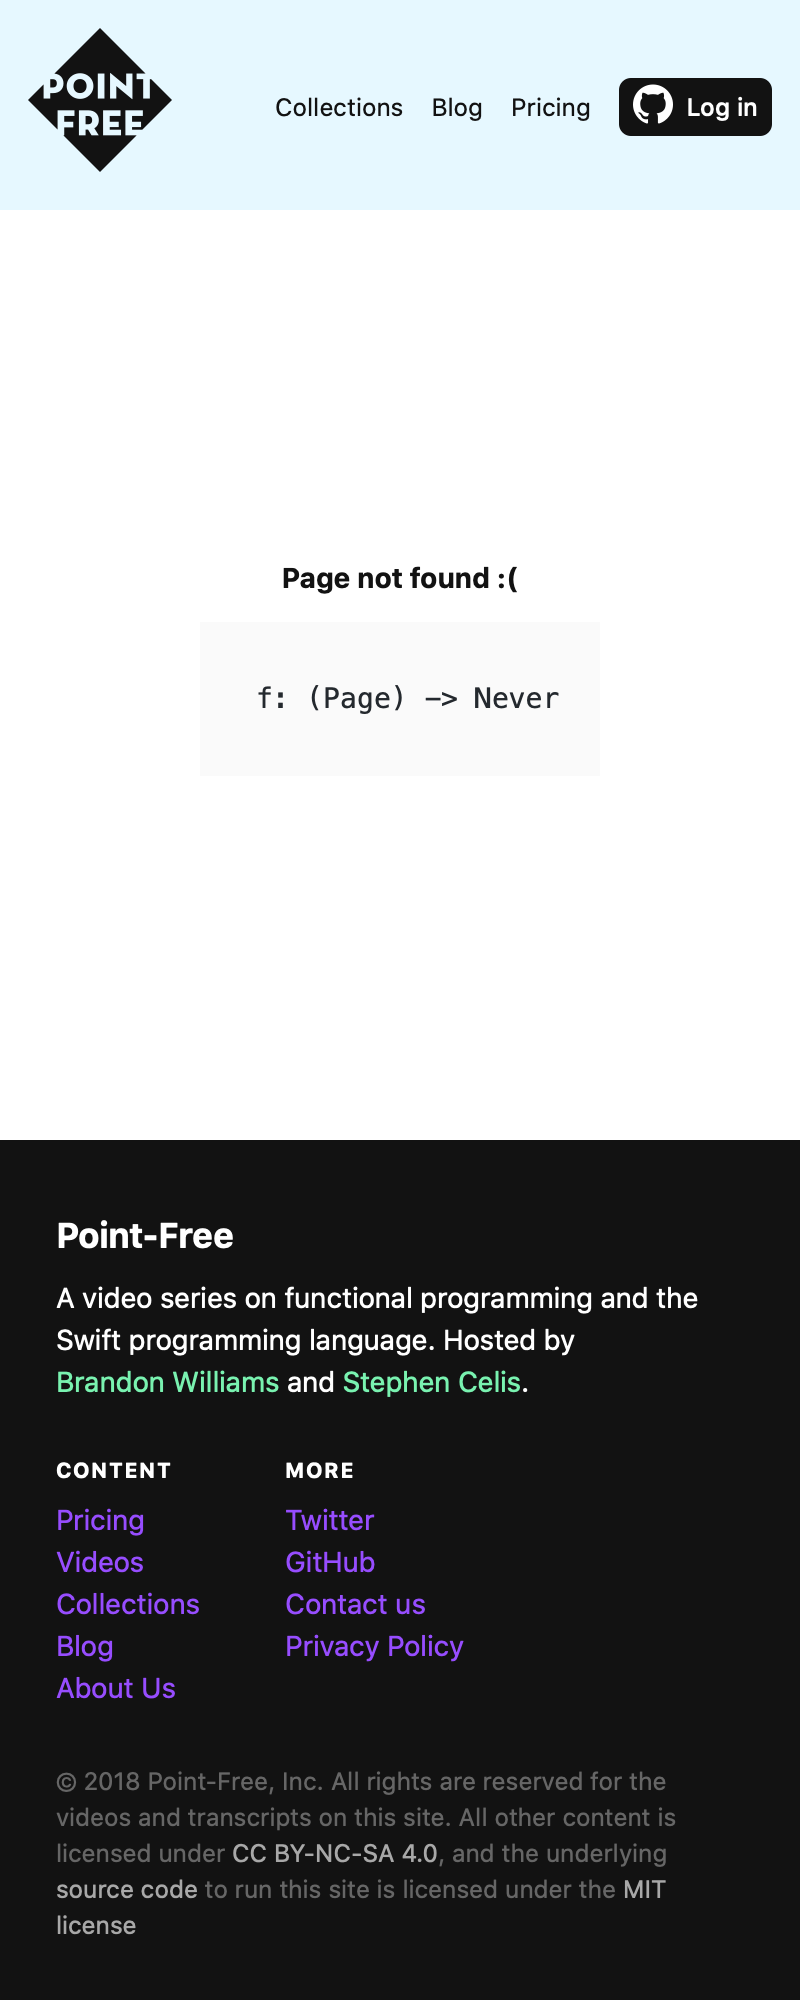 POINT
FREE
Collections Blog Pricing Log in
Page not found :(
f: (Page) -> Never
Point-Free
A video series on functional programming and the
Swift programming language. Hosted by
Brandon Williams and Stephen Celis.
CONTENT
Pricing
Videos
Collections
Blog
About Us
MORE
Twitter
GitHub
Contact us
Privacy Policy
© 2018 Point-Free, Inc. All rights are reserved for the
videos and transcripts on this site. All other content is
licensed under CC BY-NC-SA 4.0, and the underlying
source code to run this site is licensed under the MIT
license